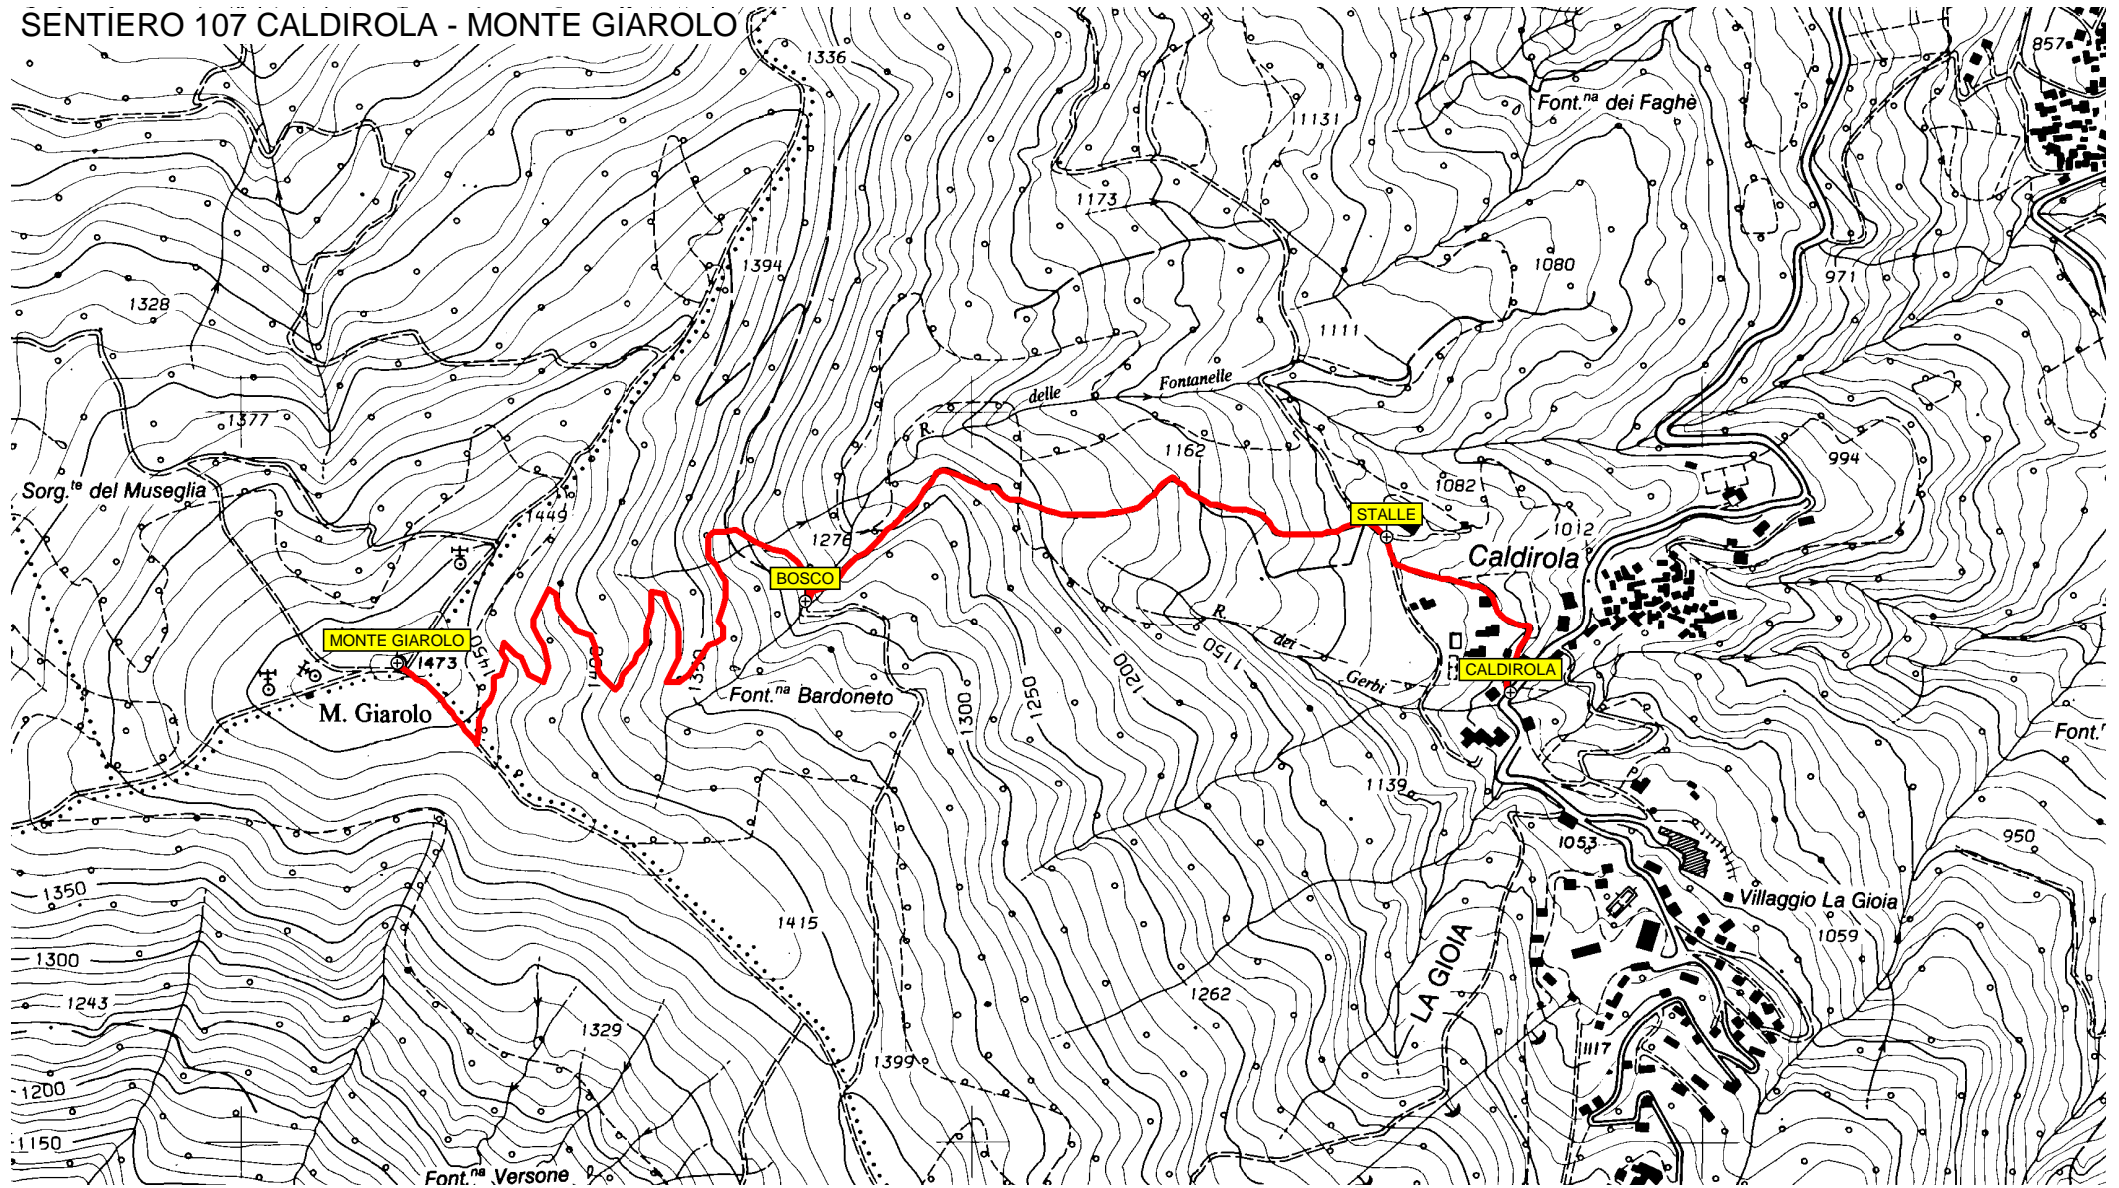 SENTIERO 107 CALDIROLA - MONTE GIAROLO
1336
857
Font.ⁿᵃ dei Faghè
1131
1173
1394
1080
971
1328
1111
delle
Fontanelle
R.
1377
1162
994
Sorg.ᵗᵉ del Museglia
1082
1449
STALLE
1012
1276
Caldirola
BOSCO
R.
dei
Gerbi
MONTE GIAROLO
1473
1450
1400
1350
1150
1200
1250
1300
CALDIROLA
Font.ⁿᵃ Bardoneto
M. Giarolo
Font.
1139
950
1053
1350
Villaggio La Gioia
1415
1059
1300
LA GIOIA
1243
1262
1329
1117
1399
1200
1150
Font.ⁿᵃ Versone